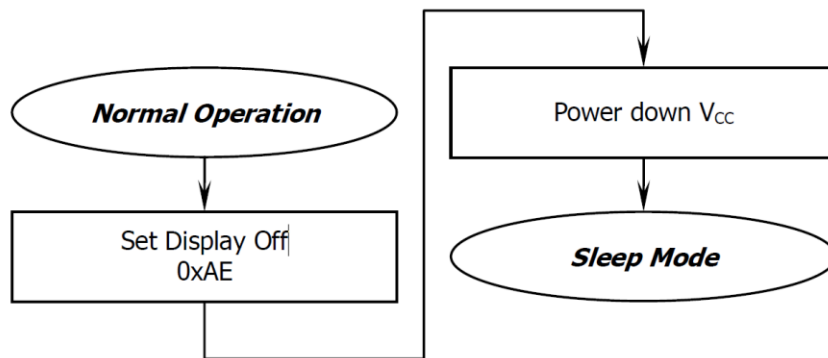 Normal Operation
Set Display Off
0xAE
Power down VCC
Sleep Mode